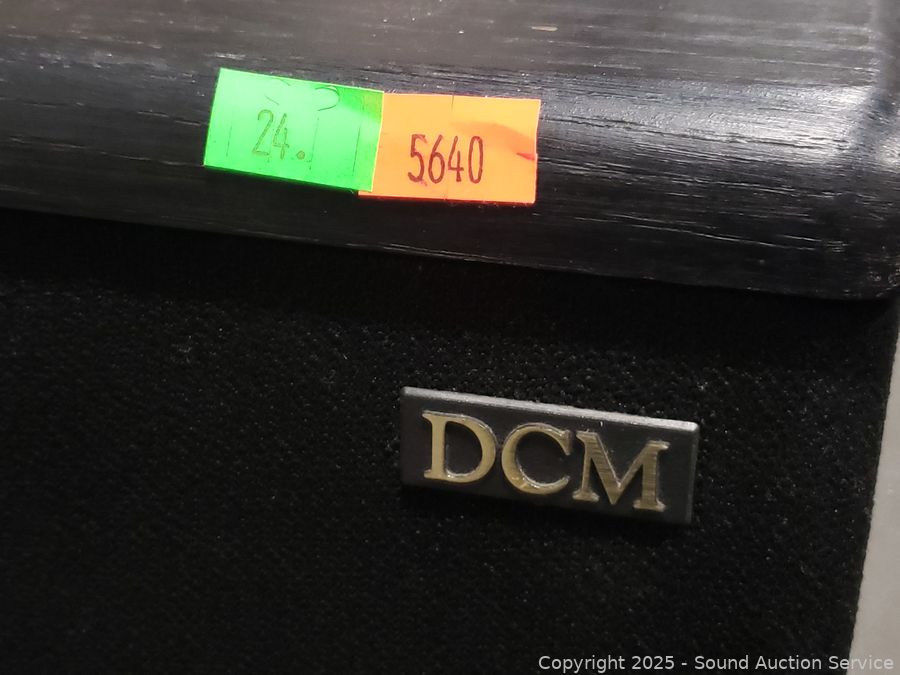 24.
5640
DCM
Copyright 2025 - Sound Auction Service